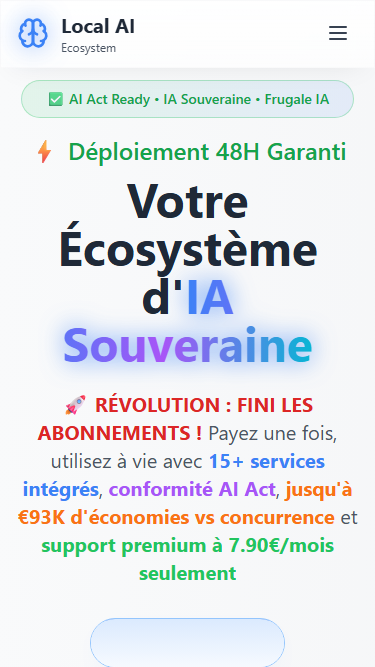 Local AI
Ecosystem
✅ AI Act Ready • IA Souveraine • Frugale IA
⚡ Déploiement 48H Garanti
Votre
Écosystème
d'IA
Souveraine
🚀 RÉVOLUTION : FINI LES
ABONNEMENTS ! Payez une fois,
utilisez à vie avec 15+ services
intégrés, conformité AI Act, jusqu'à
€93K d'économies vs concurrence et
support premium à 7.90€/mois
seulement